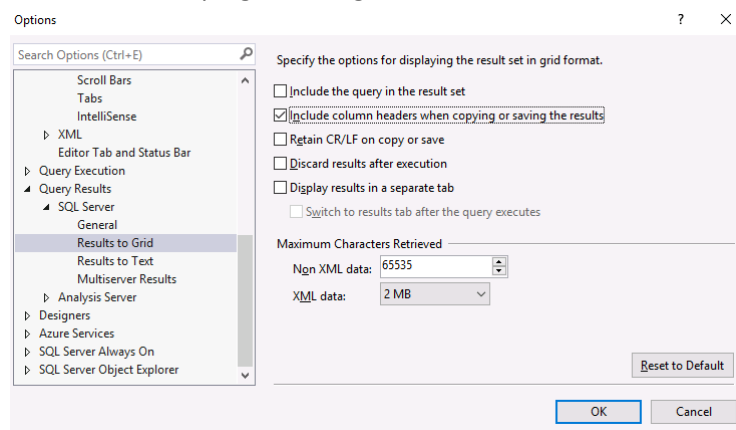 Options
?
Search Options (Ctrl+E)
Scroll Bars
Tabs
IntelliSense
XML
Editor Tab and Status Bar
Query Execution
Query Results
SQL Server
General
Results to Grid
Results to Text
Multiserver Results
Analysis Server
Designers
Azure Services
SQL Server Always On
SQL Server Object Explorer
Specify the options for displaying the result set in grid format.
Include the query in the result set
Include column headers when copying or saving the results
Retain CR/LF on copy or save
Discard results after execution
Display results in a separate tab
Switch to results tab after the query executes
Maximum Characters Retrieved
Non XML data: 65535
XML data: 2 MB
Reset to Default
OK Cancel